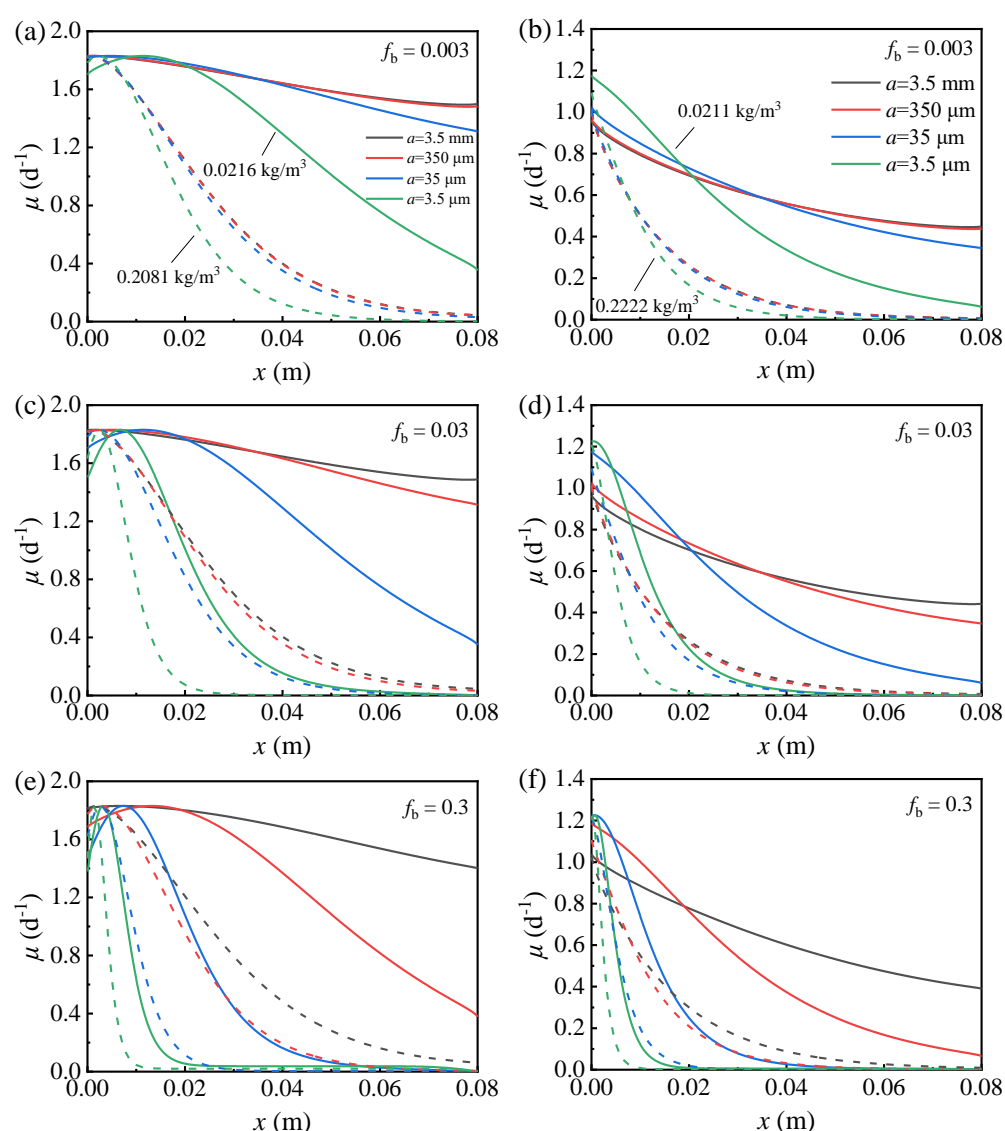 (a)
2.0
1.6
1.2
0.8
0.4
0.0
μ (d⁻¹)
f_b = 0.003
a=3.5 mm
a=350 μm
a=35 μm
a=3.5 μm
0.0216 kg/m³
0.2081 kg/m³
0.00 0.02 0.04 0.06 0.08
x (m)
(b)
1.4
1.2
1.0
0.8
0.6
0.4
0.2
0.0
μ (d⁻¹)
f_b = 0.003
a=3.5 mm
a=350 μm
a=35 μm
a=3.5 μm
0.0211 kg/m³
0.2222 kg/m³
0.00 0.02 0.04 0.06 0.08
x (m)
(c)
2.0
1.6
1.2
0.8
0.4
0.0
μ (d⁻¹)
f_b = 0.03
0.00 0.02 0.04 0.06 0.08
x (m)
(d)
1.4
1.2
1.0
0.8
0.6
0.4
0.2
0.0
μ (d⁻¹)
f_b = 0.03
0.00 0.02 0.04 0.06 0.08
x (m)
(e)
2.0
1.6
1.2
0.8
0.4
0.0
μ (d⁻¹)
f_b = 0.3
0.00 0.02 0.04 0.06 0.08
x (m)
(f)
1.4
1.2
1.0
0.8
0.6
0.4
0.2
0.0
μ (d⁻¹)
f_b = 0.3
0.00 0.02 0.04 0.06 0.08
x (m)